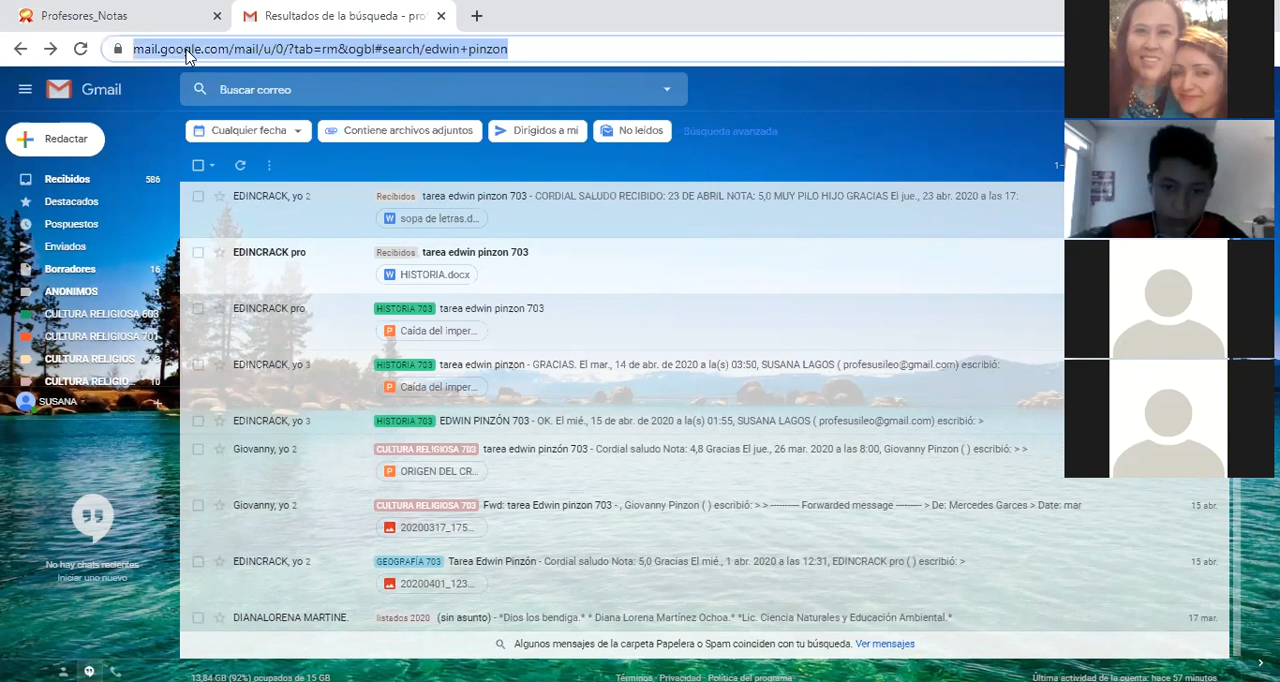 Profesores_Notas
Resultados de la búsqueda - pro
mail.google.com/mail/u/0/?tab=rm&ogbl#search/edwin+pinzon
Gmail
Buscar correo
Redactar
Cualquier fecha
Contiene archivos adjuntos
Dirigidos a mí
No leídos
Búsqueda avanzada
1–
Recibidos 586
Destacados
Pospuestos
Enviados
Borradores 16
ANONIMOS 1
CULTURA RELIGIOSA 603
CULTURA RELIGIOSA 701
CULTURA RELIGIOS...
CULTURA RELIGIO... 10
SUSANA
No hay chats recientes
Iniciar uno nuevo
EDINCRACK, yo 2 Recibidos tarea edwin pinzon 703 - CORDIAL SALUDO RECIBIDO: 23 DE ABRIL NOTA: 5,0 MUY PILO HIJO GRACIAS El jue., 23 abr. 2020 a las 17:
sopa de letras.d...
EDINCRACK pro Recibidos tarea edwin pinzon 703
HISTORIA.docx
EDINCRACK pro HISTORIA 703 tarea edwin pinzon 703
Caída del imper...
EDINCRACK, yo 3 HISTORIA 703 tarea edwin pinzon - GRACIAS. El mar., 14 de abr. de 2020 a la(s) 03:50, SUSANA LAGOS ( profesusileo@gmail.com) escribió:
Caída del imper...
EDINCRACK, yo 3 HISTORIA 703 EDWIN PINZÓN 703 - OK. El mié., 15 de abr. de 2020 a la(s) 01:55, SUSANA LAGOS ( profesusileo@gmail.com) escribió: >
Giovanny, yo 2 CULTURA RELIGIOSA 703 tarea edwin pinzón 703 - Cordial saludo Nota: 4,8 Gracias El jue., 26 mar. 2020 a las 8:00, Giovanny Pinzon ( ) escribió: > >
ORIGEN DEL CR...
Giovanny, yo 2 CULTURA RELIGIOSA 703 Fwd: tarea Edwin pinzon 703 - , Giovanny Pinzon ( ) escribió: > > ---------- Forwarded message --------- > De: Mercedes Garces > Date: mar 15 abr.
20200317_175...
EDINCRACK, yo 2 GEOGRAFÍA 703 Tarea Edwin Pinzón - Cordial saludo Nota: 5,0 Gracias El mié., 1 abr. 2020 a las 12:31, EDINCRACK pro ( ) escribió: > 15 abr.
20200401_123...
DIANALORENA MARTINE. listados 2020 (sin asunto) - *Dios los bendiga.* * Diana Lorena Martínez Ochoa.* *Lic. Ciencia Naturales y Educación Ambiental.* 17 mar.
Algunos mensajes de la carpeta Papelera o Spam coinciden con tu búsqueda. Ver mensajes
13,84 GB (92%) ocupados de 15 GB
Términos · Privacidad · Política del programa
Última actividad de la cuenta: hace 57 minutos